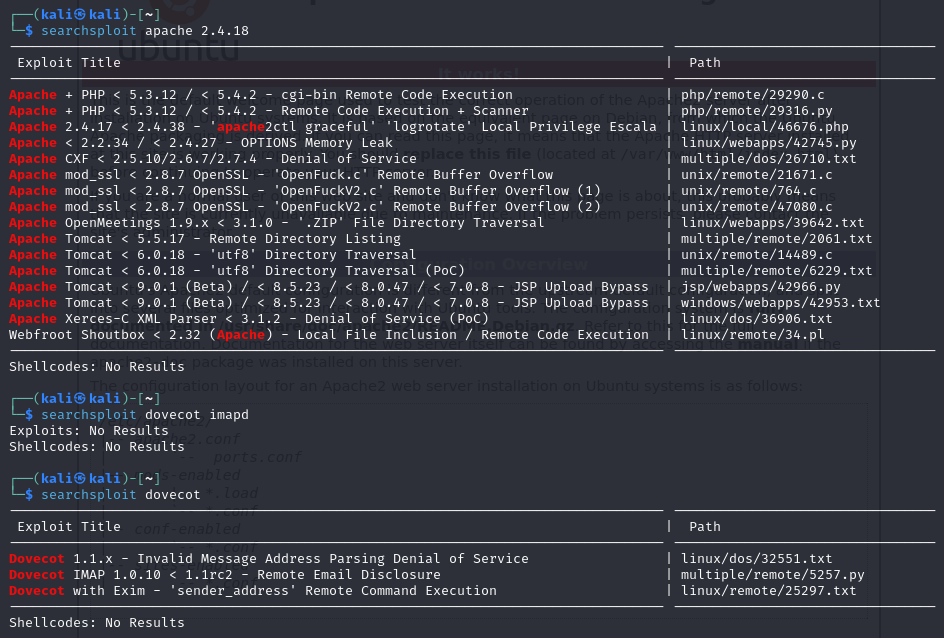 ┌──(kali㉿kali)-[~]
└─$ searchsploit apache 2.4.18
Exploit Title | Path
Apache + PHP < 5.3.12 / < 5.4.2 - cgi-bin Remote Code Execution | php/remote/29290.c
Apache + PHP < 5.3.12 / < 5.4.2 - Remote Code Execution + Scanner | php/remote/29316.py
Apache 2.4.17 < 2.4.38 - 'apache2ctl graceful' 'logrotate' Local Privilege Escala | linux/local/46676.php
Apache < 2.2.34 / < 2.4.27 - OPTIONS Memory Leak | linux/webapps/42745.py
Apache CXF < 2.5.10/2.6.7/2.7.4 - Denial of Service | multiple/dos/26710.txt
Apache mod_ssl < 2.8.7 OpenSSL - 'OpenFuck.c' Remote Buffer Overflow | unix/remote/21671.c
Apache mod_ssl < 2.8.7 OpenSSL - 'OpenFuckV2.c' Remote Buffer Overflow (1) | unix/remote/764.c
Apache mod_ssl < 2.8.7 OpenSSL - 'OpenFuckV2.c' Remote Buffer Overflow (2) | unix/remote/47080.c
Apache OpenMeetings 1.9.x < 3.1.0 - '.ZIP' File Directory Traversal | linux/webapps/39642.txt
Apache Tomcat < 5.5.17 - Remote Directory Listing | multiple/remote/2061.txt
Apache Tomcat < 6.0.18 - 'utf8' Directory Traversal | unix/remote/14489.c
Apache Tomcat < 6.0.18 - 'utf8' Directory Traversal (PoC) | multiple/remote/6229.txt
Apache Tomcat < 9.0.1 (Beta) / < 8.5.23 / < 8.0.47 / < 7.0.8 - JSP Upload Bypass | jsp/webapps/42966.py
Apache Tomcat < 9.0.1 (Beta) / < 8.5.23 / < 8.0.47 / < 7.0.8 - JSP Upload Bypass | windows/webapps/42953.txt
Apache Xerces-C XML Parser < 3.1.2 - Denial of Service (PoC) | linux/dos/36906.txt
Webfroot Shoutbox < 2.32 (Apache) - Local File Inclusion / Remote Code Execution | linux/remote/34.pl
Shellcodes: No Results
┌──(kali㉿kali)-[~]
└─$ searchsploit dovecot imapd
Exploits: No Results
Shellcodes: No Results
┌──(kali㉿kali)-[~]
└─$ searchsploit dovecot
Exploit Title | Path
Dovecot 1.1.x - Invalid Message Address Parsing Denial of Service | linux/dos/32551.txt
Dovecot IMAP 1.0.10 < 1.1rc2 - Remote Email Disclosure | multiple/remote/5257.py
Dovecot with Exim - 'sender_address' Remote Command Execution | linux/remote/25297.txt
Shellcodes: No Results